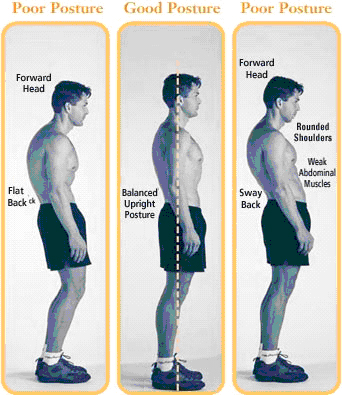 Poor Posture
Good Posture
Poor Posture
Forward
Head
Flat
Back ck
Balanced
Upright
Posture
Forward
Head
Rounded
Shoulders
Weak
Abdominal
Muscles
Sway
Back